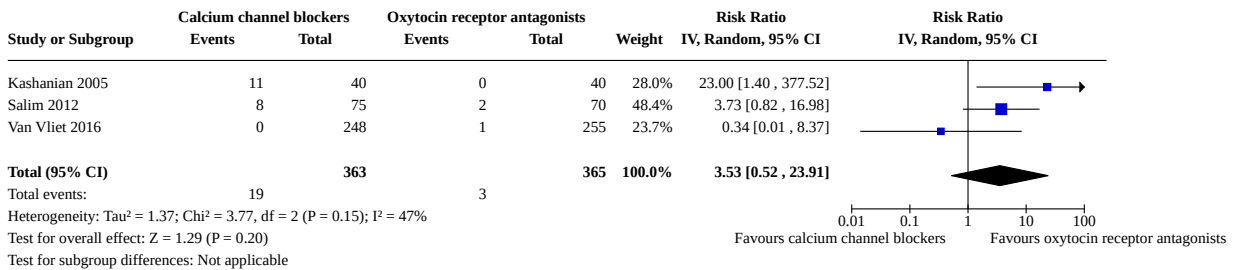 Calcium channel blockers Oxytocin receptor antagonists Risk Ratio Risk Ratio
Study or Subgroup Events Total Events Total Weight IV, Random, 95% CI IV, Random, 95% CI
Kashanian 2005 11 40 0 40 28.0% 23.00 [1.40 , 377.52]
Salim 2012 8 75 2 70 48.4% 3.73 [0.82 , 16.98]
Van Vliet 2016 0 248 1 255 23.7% 0.34 [0.01 , 8.37]
Total (95% CI) 363 365 100.0% 3.53 [0.52 , 23.91]
Total events: 19 3
Heterogeneity: Tau² = 1.37; Chi² = 3.77, df = 2 (P = 0.15); I² = 47%
0.01 0.1 1 10 100
Test for overall effect: Z = 1.29 (P = 0.20) Favours calcium channel blockers Favours oxytocin receptor antagonists
Test for subgroup differences: Not applicable